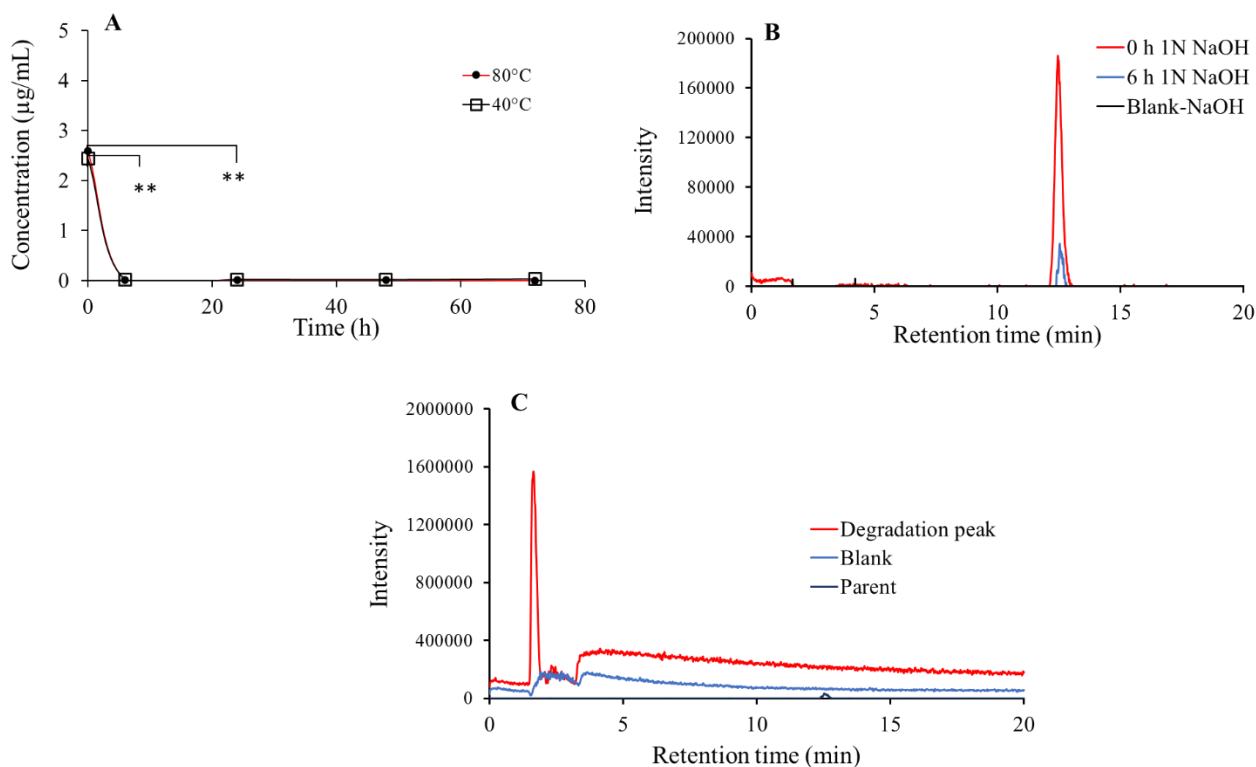 A
5
4
3
2
1
0
Concentration (µg/mL)
80°C
40°C
**
**
0
20
40
60
80
Time (h)
B
200000
160000
120000
80000
40000
0
Intensity
0 h 1N NaOH
6 h 1N NaOH
Blank-NaOH
0
5
10
15
20
Retention time (min)
C
2000000
1600000
1200000
800000
400000
0
Intensity
Degradation peak
Blank
Parent
0
5
10
15
20
Retention time (min)